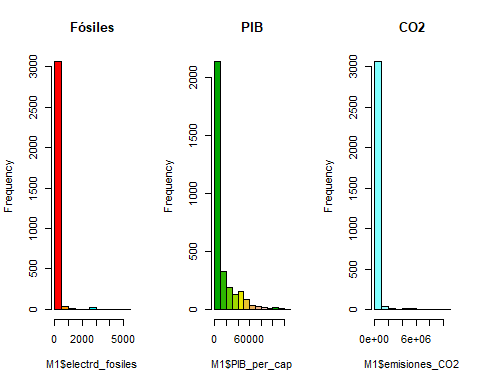 Fósiles
Frequency
0
500
1000
1500
2000
2500
3000
0
2000
5000
M1$electrd_fosiles
PIB
Frequency
0
500
1000
1500
2000
0
60000
M1$PIB_per_cap
CO2
Frequency
0
500
1000
1500
2000
2500
3000
0e+00
6e+06
M1$emisiones_CO2